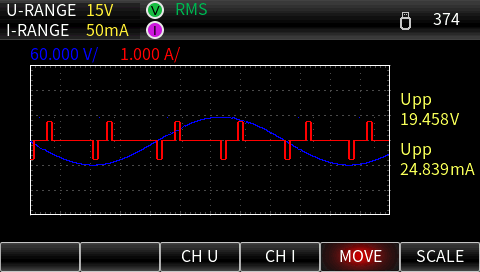 U-RANGE 15V V RMS
I-RANGE 50mA I 374
60.000 V/ 1.000 A/
Upp
19.458V
Upp
24.839mA
CH U CH I MOVE SCALE